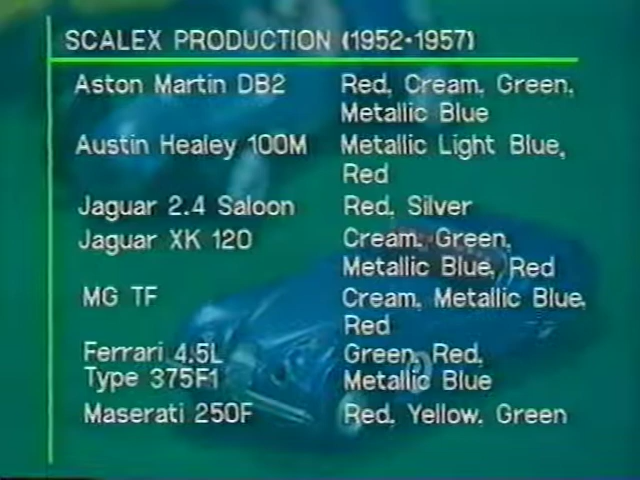 SCALEX PRODUCTION (1952-1957)
Aston Martin DB2 Red, Cream, Green,
Metallic Blue
Austin Healey 100M Metallic Light Blue,
Red
Jaguar 2.4 Saloon Red, Silver
Jaguar XK 120 Cream, Green,
Metallic Blue, Red
MG TF Cream, Metallic Blue,
Red
Ferrari 4.5L Green, Red,
Type 375F1 Metallic Blue
Maserati 250F Red, Yellow, Green